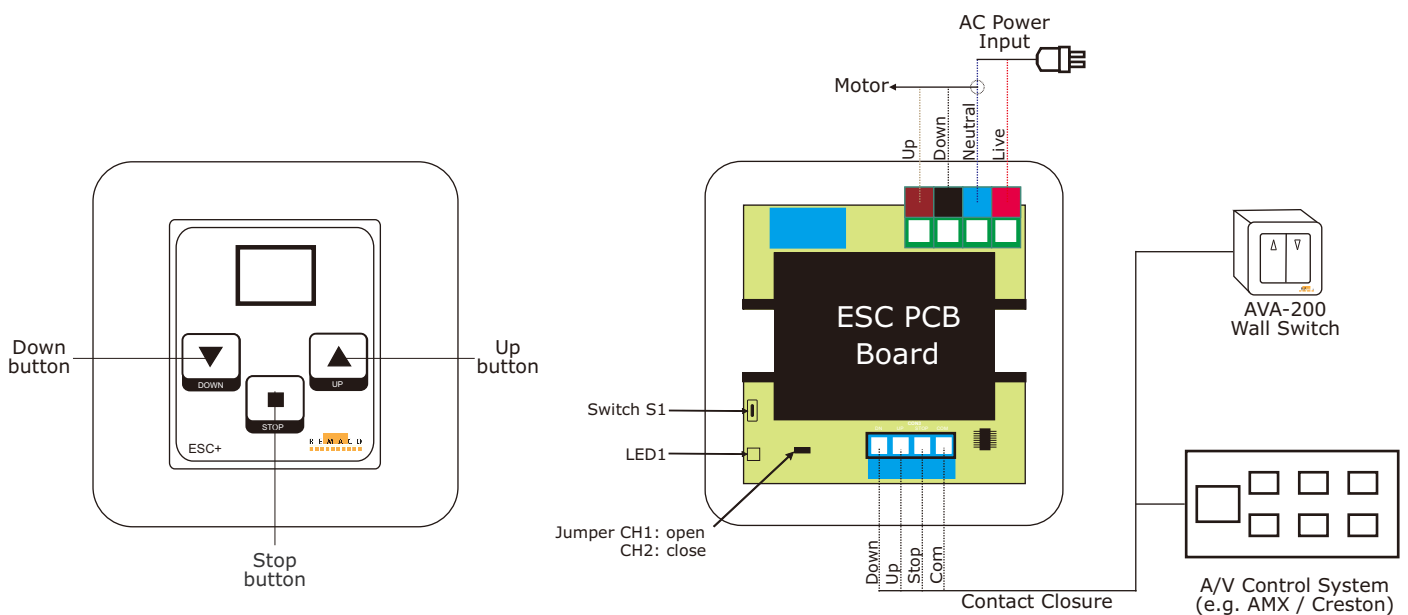 AC Power
Input
Motor
Up
Down
Neutral
Live
Down
button
Up
button
DOWN
UP
STOP
ESC+
REMACO
Stop
button
ESC PCB
Board
Switch S1
LED1
Jumper CH1: open
CH2: close
Down
Up
Stop
Com
Contact Closure
AVA-200
Wall Switch
A/V Control System
(e.g. AMX / Creston)